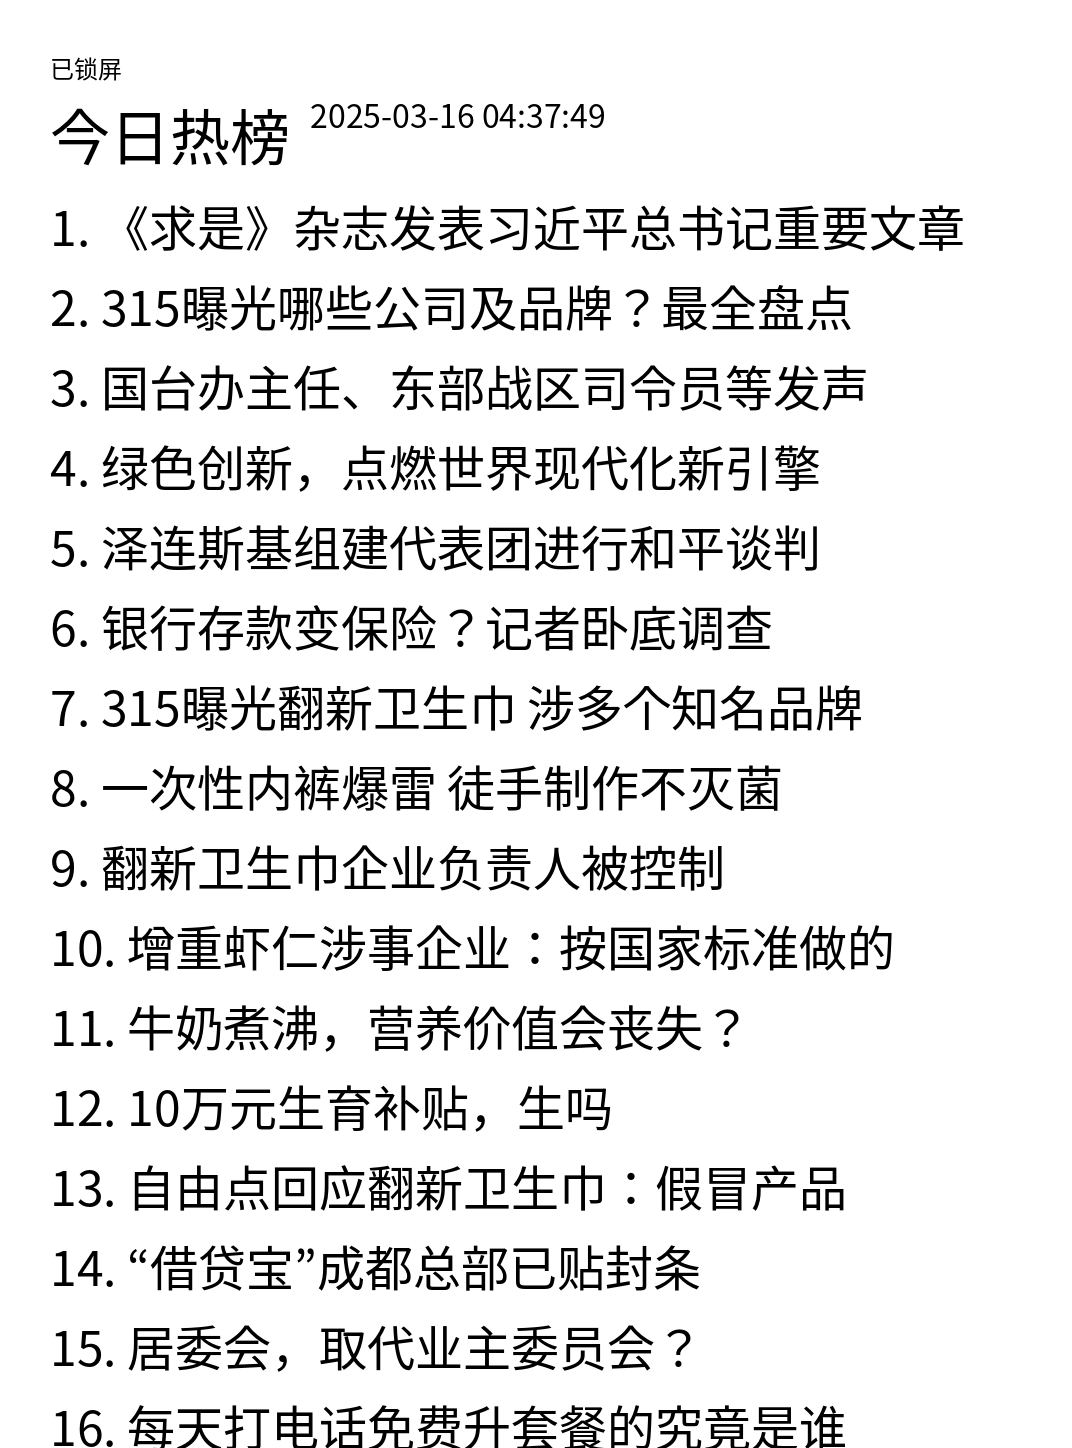 已锁屏
今日热榜 2025-03-16 04:37:49
1. 《求是》杂志发表习近平总书记重要文章
2. 315曝光哪些公司及品牌？最全盘点
3. 国台办主任、东部战区司令员等发声
4. 绿色创新，点燃世界现代化新引擎
5. 泽连斯基组建代表团进行和平谈判
6. 银行存款变保险？记者卧底调查
7. 315曝光翻新卫生巾 涉多个知名品牌
8. 一次性内裤爆雷 徒手制作不灭菌
9. 翻新卫生巾企业负责人被控制
10. 增重虾仁涉事企业：按国家标准做的
11. 牛奶煮沸，营养价值会丧失？
12. 10万元生育补贴，生吗
13. 自由点回应翻新卫生巾：假冒产品
14. “借贷宝”成都总部已贴封条
15. 居委会，取代业主委员会？
16. 每天打电话免费升套餐的究竟是谁